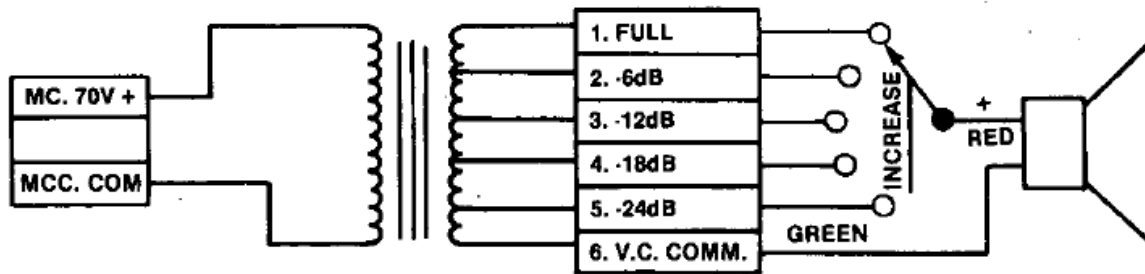 MC. 70V +
MCC. COM
1. FULL
2. -6dB
3. -12dB
4. -18dB
5. -24dB
6. V.C. COMM.
INCREASE
+
RED
GREEN